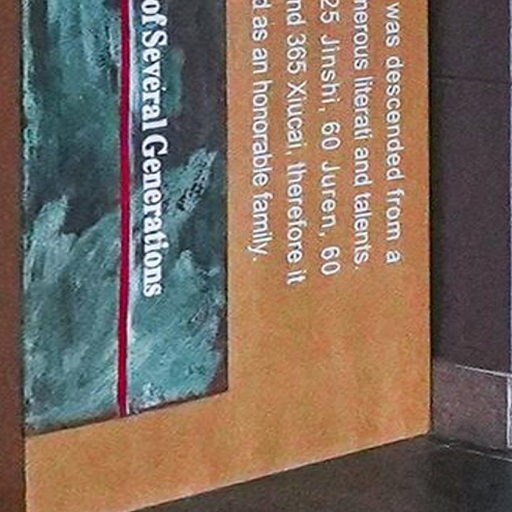 of Several Generations
was descended from a
nerous literati and talents.
25 Jinshi, 60 Juren, 60
nd 365 Xiucai, therefore it
d as an honorable family.